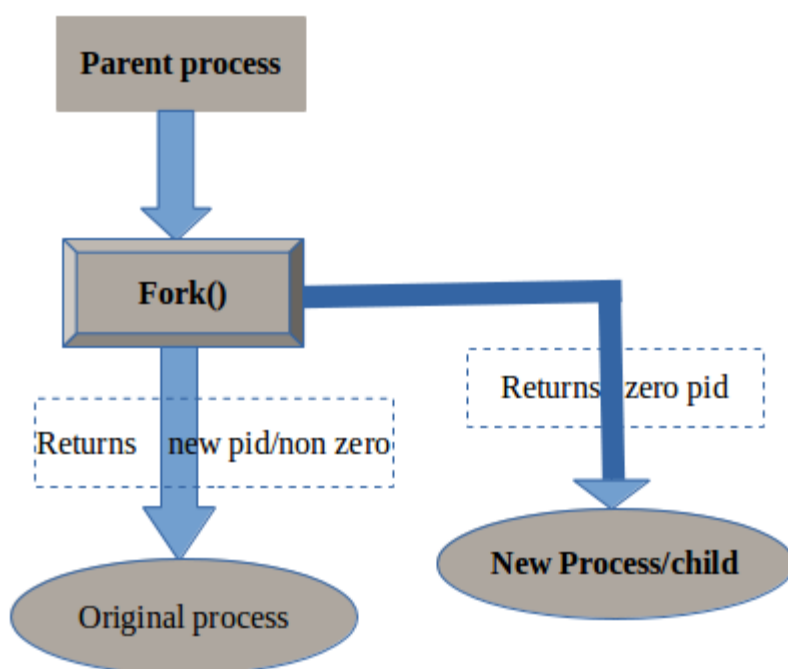 Parent process
Fork()
Returns zero pid
Returns new pid/non zero
New Process/child
Original process